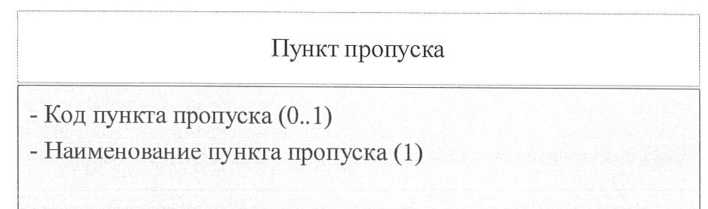 Пункт пропуска
- Код пункта пропуска (0..1)
- Наименование пункта пропуска (1)